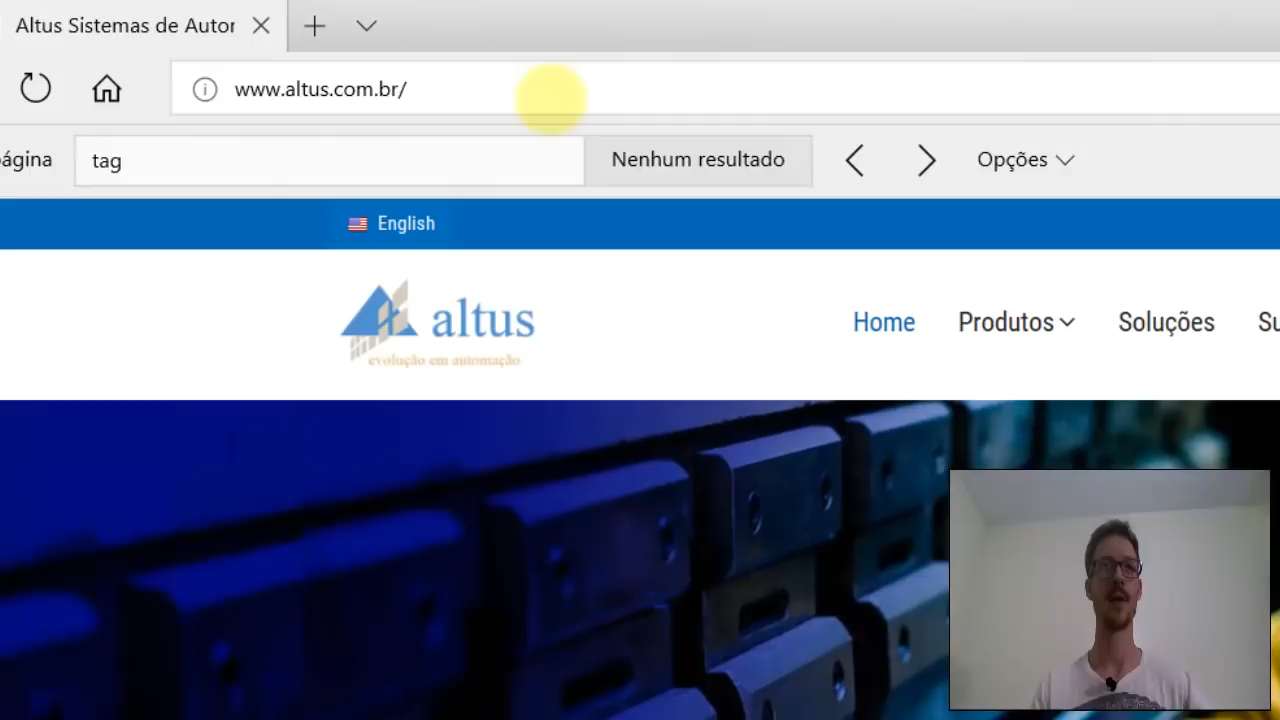 Altus Sistemas de Autor
www.altus.com.br/
página
tag
Nenhum resultado
Opções
English
altus
evolução em automação
Home
Produtos
Soluções
Su